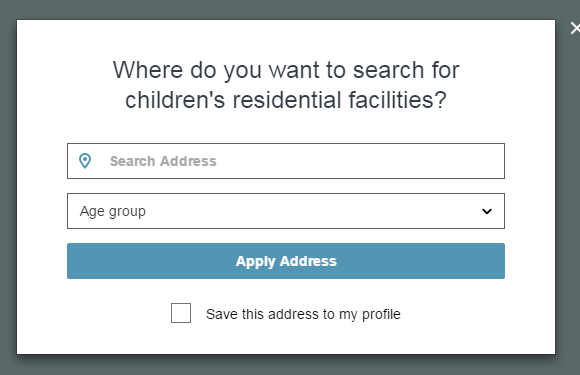 Where do you want to search for
children's residential facilities?
Search Address
Age group
Apply Address
Save this address to my profile